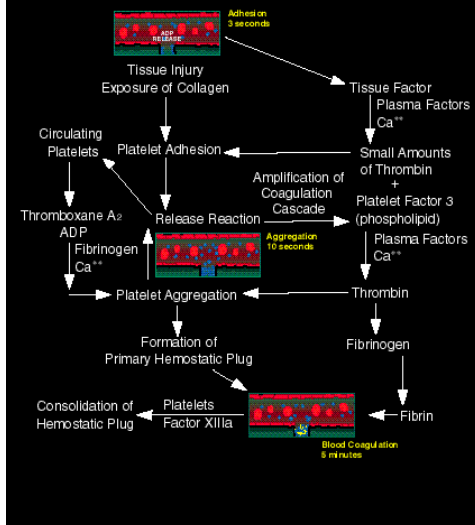 Adhesion
3 seconds
ADP
RELEASE
Tissue Injury
Exposure of Collagen
Tissue Factor
Plasma Factors
Ca++
Circulating
Platelets
Platelet Adhesion
Small Amounts
of Thrombin
+
Platelet Factor 3
(phospholipid)
Amplification of
Coagulation
Cascade
Thromboxane A2
ADP
Release Reaction
Fibrinogen
Ca++
Aggregation
10 seconds
Plasma Factors
Ca++
Platelet Aggregation
Thrombin
Formation of
Primary Hemostatic Plug
Fibrinogen
Consolidation of
Hemostatic Plug
Platelets
Factor XIIIa
Fibrin
Blood Coagulation
5 minutes